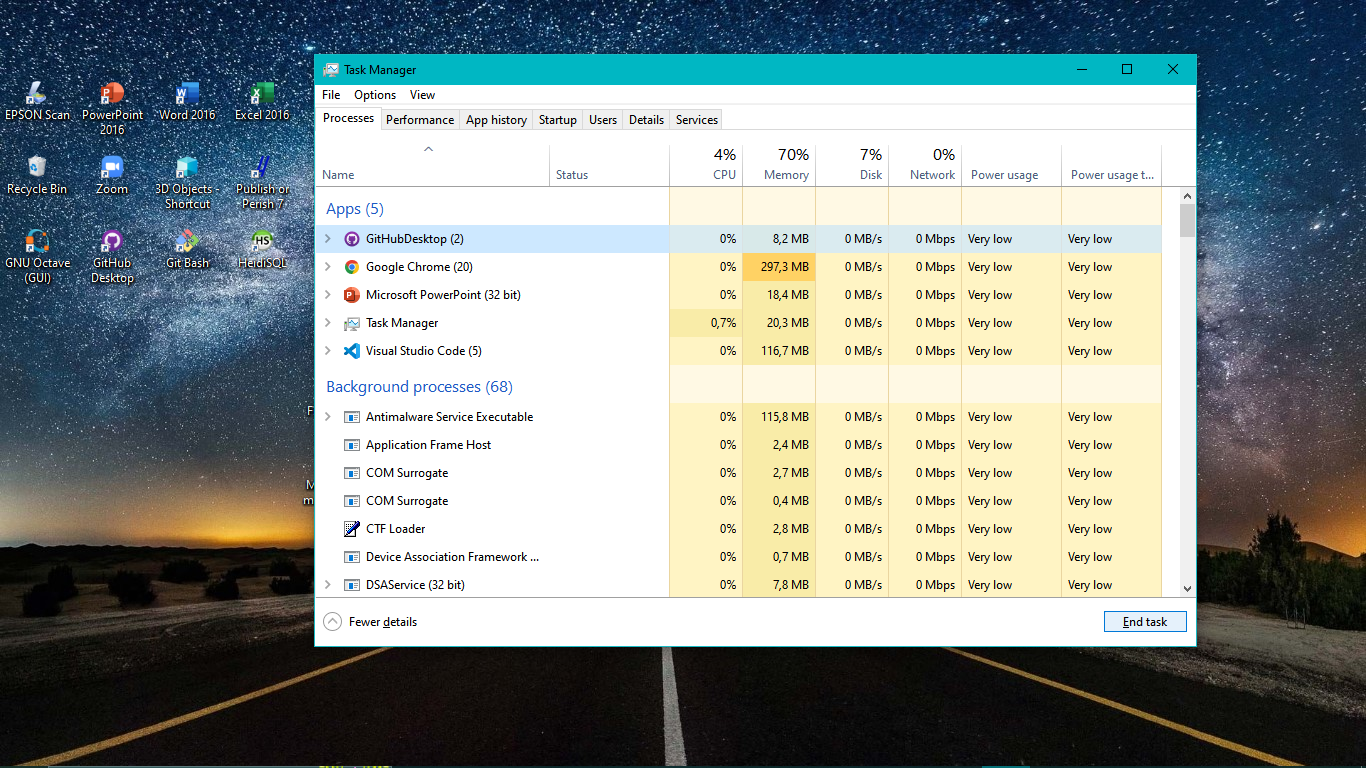 EPSON Scan
PowerPoint 2016
Word 2016
Excel 2016
Recycle Bin
Zoom
3D Objects - Shortcut
Publish or Perish 7
GNU Octave (GUI)
GitHub Desktop
Git Bash
HeidiSQL
Task Manager
File Options View
Processes Performance App history Startup Users Details Services
4% 70% 7% 0%
Name Status CPU Memory Disk Network Power usage Power usage t...
Apps (5)
GitHubDesktop (2) 0% 8,2 MB 0 MB/s 0 Mbps Very low Very low
Google Chrome (20) 0% 297,3 MB 0 MB/s 0 Mbps Very low Very low
Microsoft PowerPoint (32 bit) 0% 18,4 MB 0 MB/s 0 Mbps Very low Very low
Task Manager 0,7% 20,3 MB 0 MB/s 0 Mbps Very low Very low
Visual Studio Code (5) 0% 116,7 MB 0 MB/s 0 Mbps Very low Very low
Background processes (68)
Antimalware Service Executable 0% 115,8 MB 0 MB/s 0 Mbps Very low Very low
Application Frame Host 0% 2,4 MB 0 MB/s 0 Mbps Very low Very low
COM Surrogate 0% 2,7 MB 0 MB/s 0 Mbps Very low Very low
COM Surrogate 0% 0,4 MB 0 MB/s 0 Mbps Very low Very low
CTF Loader 0% 2,8 MB 0 MB/s 0 Mbps Very low Very low
Device Association Framework ... 0% 0,7 MB 0 MB/s 0 Mbps Very low Very low
DSAService (32 bit) 0% 7,8 MB 0 MB/s 0 Mbps Very low Very low
Fewer details
End task